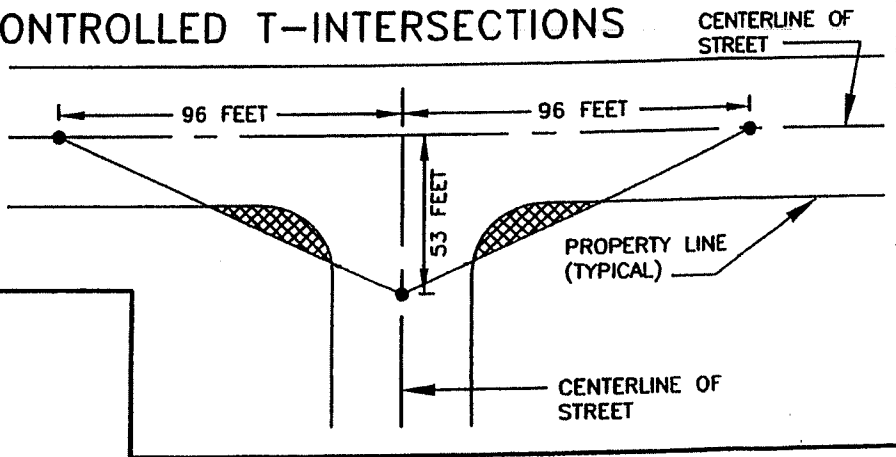 ONTROLLED T-INTERSECTIONS
CENTERLINE OF
STREET
96 FEET
96 FEET
53 FEET
PROPERTY LINE
(TYPICAL)
CENTERLINE OF
STREET